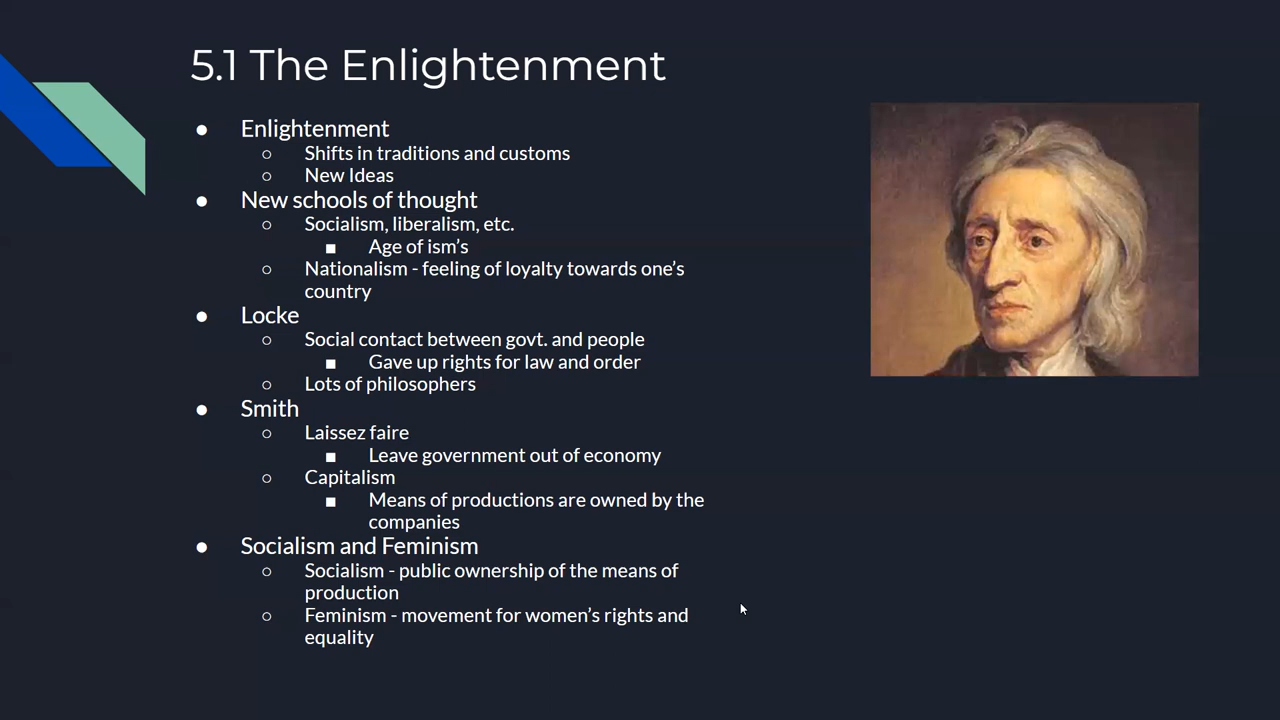 5.1 The Enlightenment
● Enlightenment
○ Shifts in traditions and customs
○ New Ideas
● New schools of thought
○ Socialism, liberalism, etc.
■ Age of ism’s
○ Nationalism - feeling of loyalty towards one’s
country
● Locke
○ Social contact between govt. and people
■ Gave up rights for law and order
○ Lots of philosophers
● Smith
○ Laissez faire
■ Leave government out of economy
○ Capitalism
■ Means of productions are owned by the
companies
● Socialism and Feminism
○ Socialism - public ownership of the means of
production
○ Feminism - movement for women’s rights and
equality